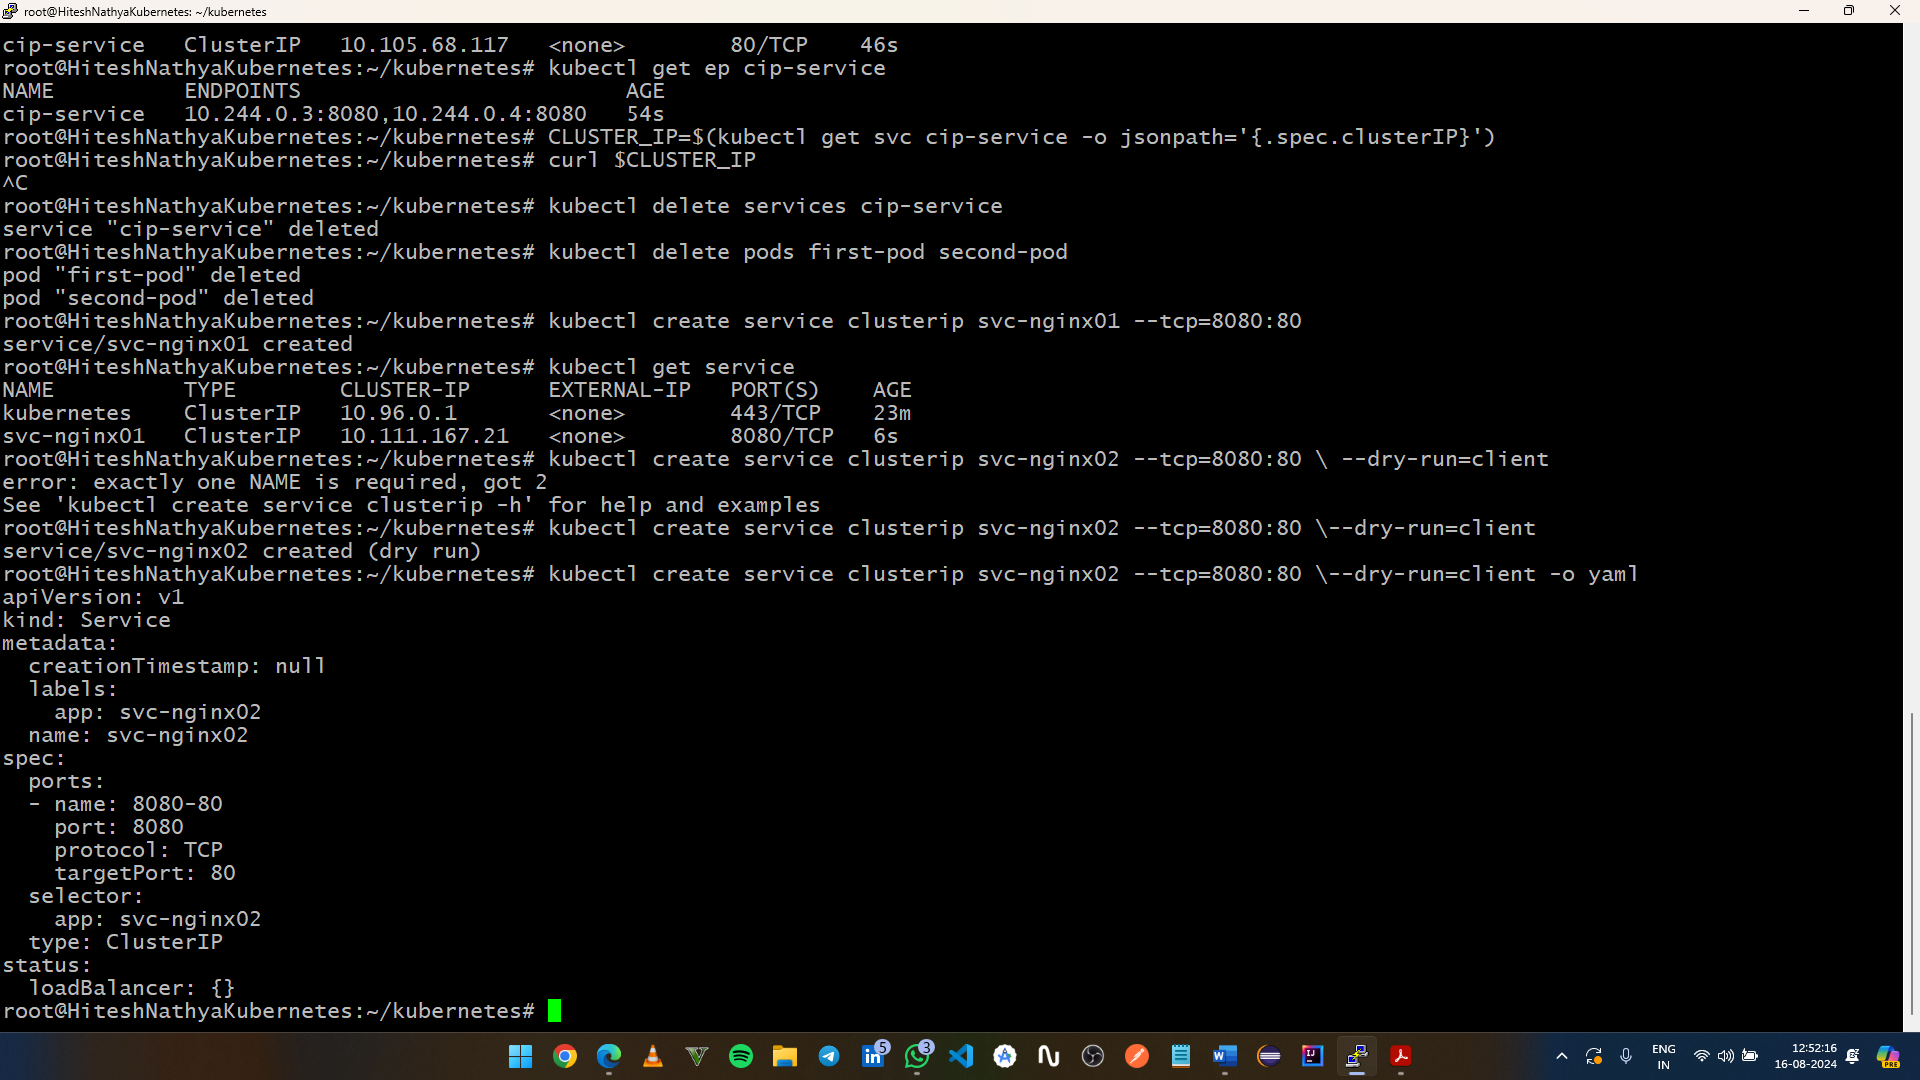 root@HiteshNathyaKubernetes: ~/kubernetes
cip-service   ClusterIP   10.105.68.117   <none>        80/TCP    46s
root@HiteshNathyaKubernetes:~/kubernetes# kubectl get ep cip-service
NAME          ENDPOINTS                         AGE
cip-service   10.244.0.3:8080,10.244.0.4:8080   54s
root@HiteshNathyaKubernetes:~/kubernetes# CLUSTER_IP=$(kubectl get svc cip-service -o jsonpath='{.spec.clusterIP}')
root@HiteshNathyaKubernetes:~/kubernetes# curl $CLUSTER_IP
^C
root@HiteshNathyaKubernetes:~/kubernetes# kubectl delete services cip-service
service "cip-service" deleted
root@HiteshNathyaKubernetes:~/kubernetes# kubectl delete pods first-pod second-pod
pod "first-pod" deleted
pod "second-pod" deleted
root@HiteshNathyaKubernetes:~/kubernetes# kubectl create service clusterip svc-nginx01 --tcp=8080:80
service/svc-nginx01 created
root@HiteshNathyaKubernetes:~/kubernetes# kubectl get service
NAME          TYPE        CLUSTER-IP      EXTERNAL-IP   PORT(S)    AGE
kubernetes    ClusterIP   10.96.0.1       <none>        443/TCP    23m
svc-nginx01   ClusterIP   10.111.167.21   <none>        8080/TCP   6s
root@HiteshNathyaKubernetes:~/kubernetes# kubectl create service clusterip svc-nginx02 --tcp=8080:80 \ --dry-run=client
error: exactly one NAME is required, got 2
See 'kubectl create service clusterip -h' for help and examples
root@HiteshNathyaKubernetes:~/kubernetes# kubectl create service clusterip svc-nginx02 --tcp=8080:80 \--dry-run=client
service/svc-nginx02 created (dry run)
root@HiteshNathyaKubernetes:~/kubernetes# kubectl create service clusterip svc-nginx02 --tcp=8080:80 \--dry-run=client -o yaml
apiVersion: v1
kind: Service
metadata:
  creationTimestamp: null
  labels:
    app: svc-nginx02
  name: svc-nginx02
spec:
  ports:
  - name: 8080-80
    port: 8080
    protocol: TCP
    targetPort: 80
  selector:
    app: svc-nginx02
  type: ClusterIP
status:
  loadBalancer: {}
root@HiteshNathyaKubernetes:~/kubernetes#
5
3
ENG
IN
12:52:16
16-08-2024
PRE